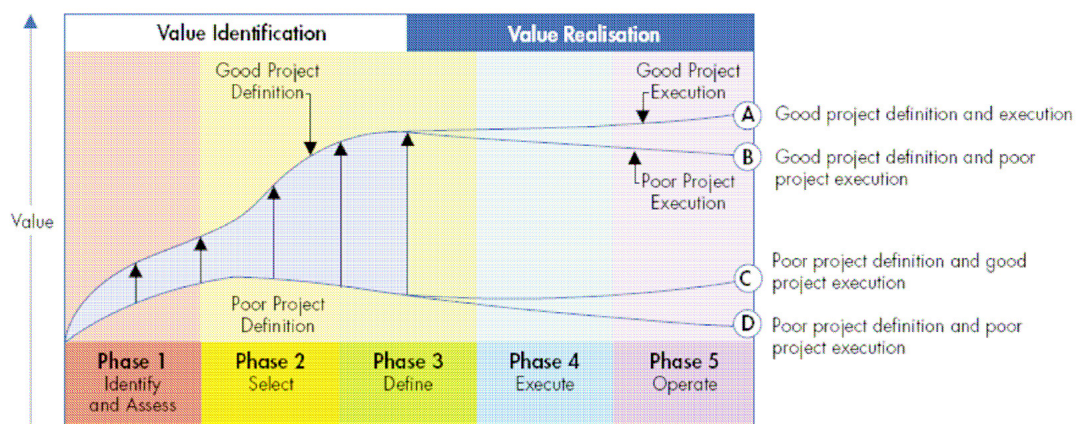 Value Identification
Value Realisation
Good Project
Definition
Good Project
Execution
A
Good project definition and execution
B
Good project definition and poor
project execution
Poor Project
Execution
Value
C
Poor project definition and good
project execution
Poor Project
Definition
D
Poor project definition and poor
project execution
Phase 1
Identify
and Assess
Phase 2
Select
Phase 3
Define
Phase 4
Execute
Phase 5
Operate